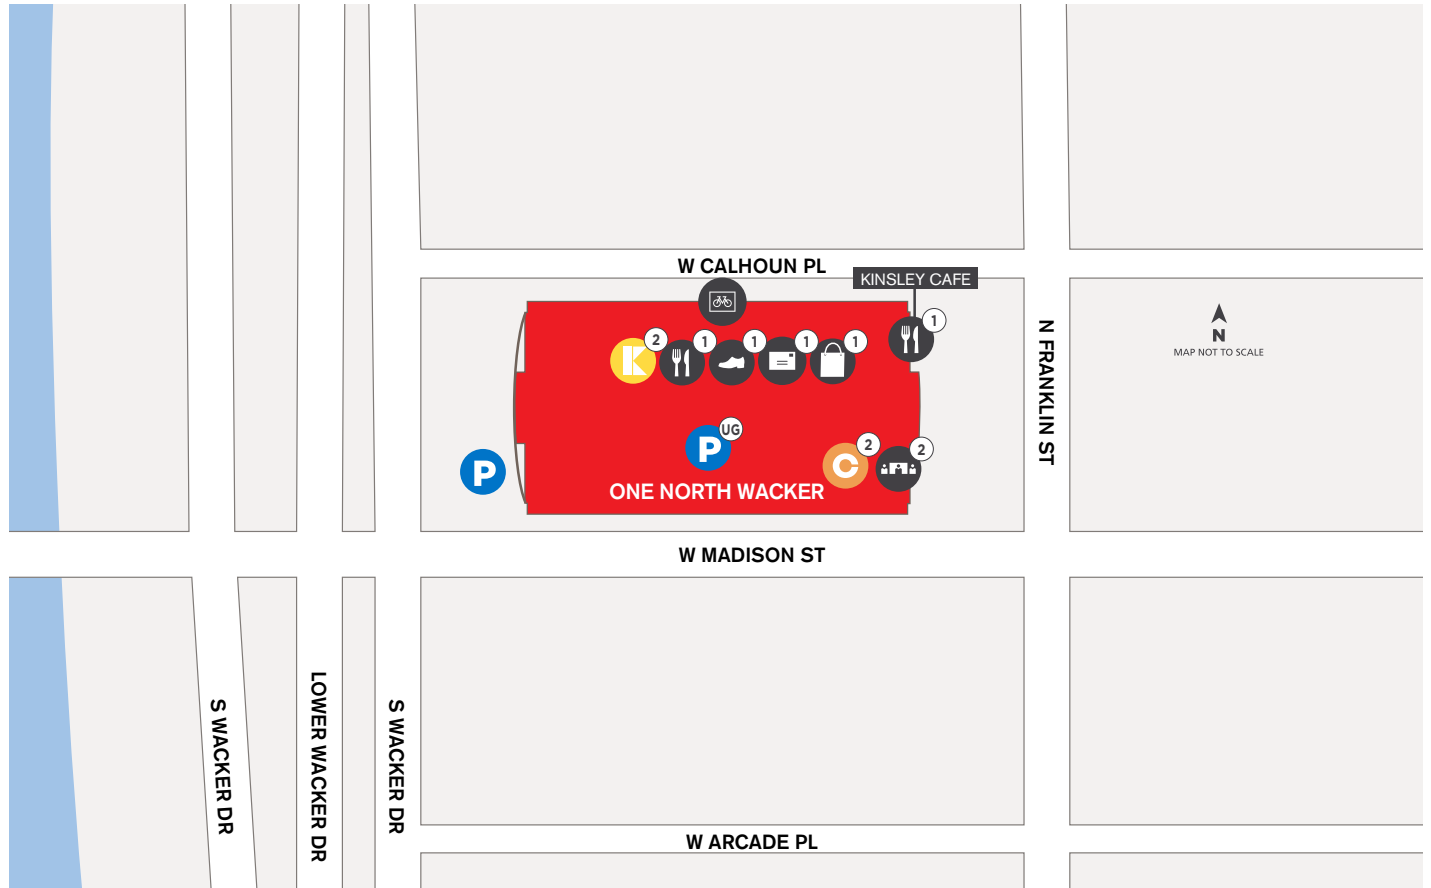 W CALHOUN PL
KINSLEY CAFE
1
2
1
1
1
1
K
N
MAP NOT TO SCALE
N FRANKLIN ST
UG
P
2
2
C
P
ONE NORTH WACKER
W MADISON ST
S WACKER DR
LOWER WACKER DR
S WACKER DR
W ARCADE PL